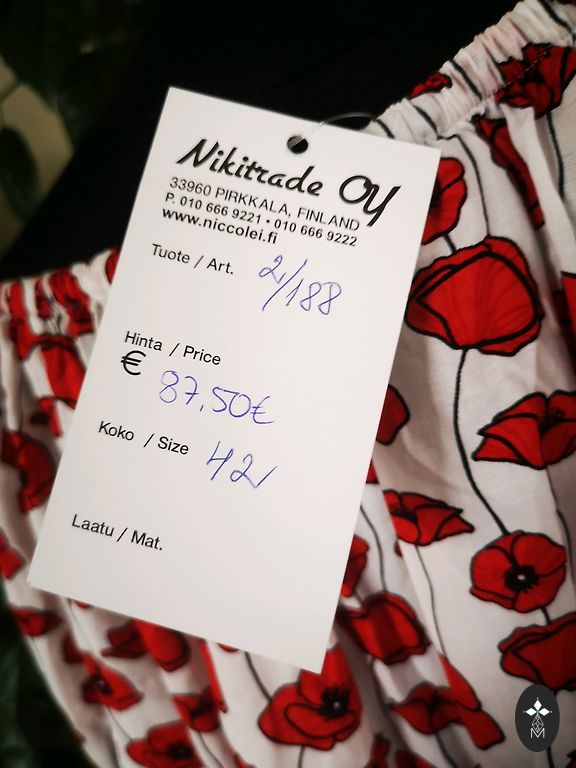 Nikitrade OY
33960 PIRKKALA, FINLAND
P. 010 666 9221 • 010 666 9222
www.niccolei.fi
Tuote / Art. 2/188
Hinta / Price
€ 87,50€
Koko / Size 42
Laatu / Mat.
M